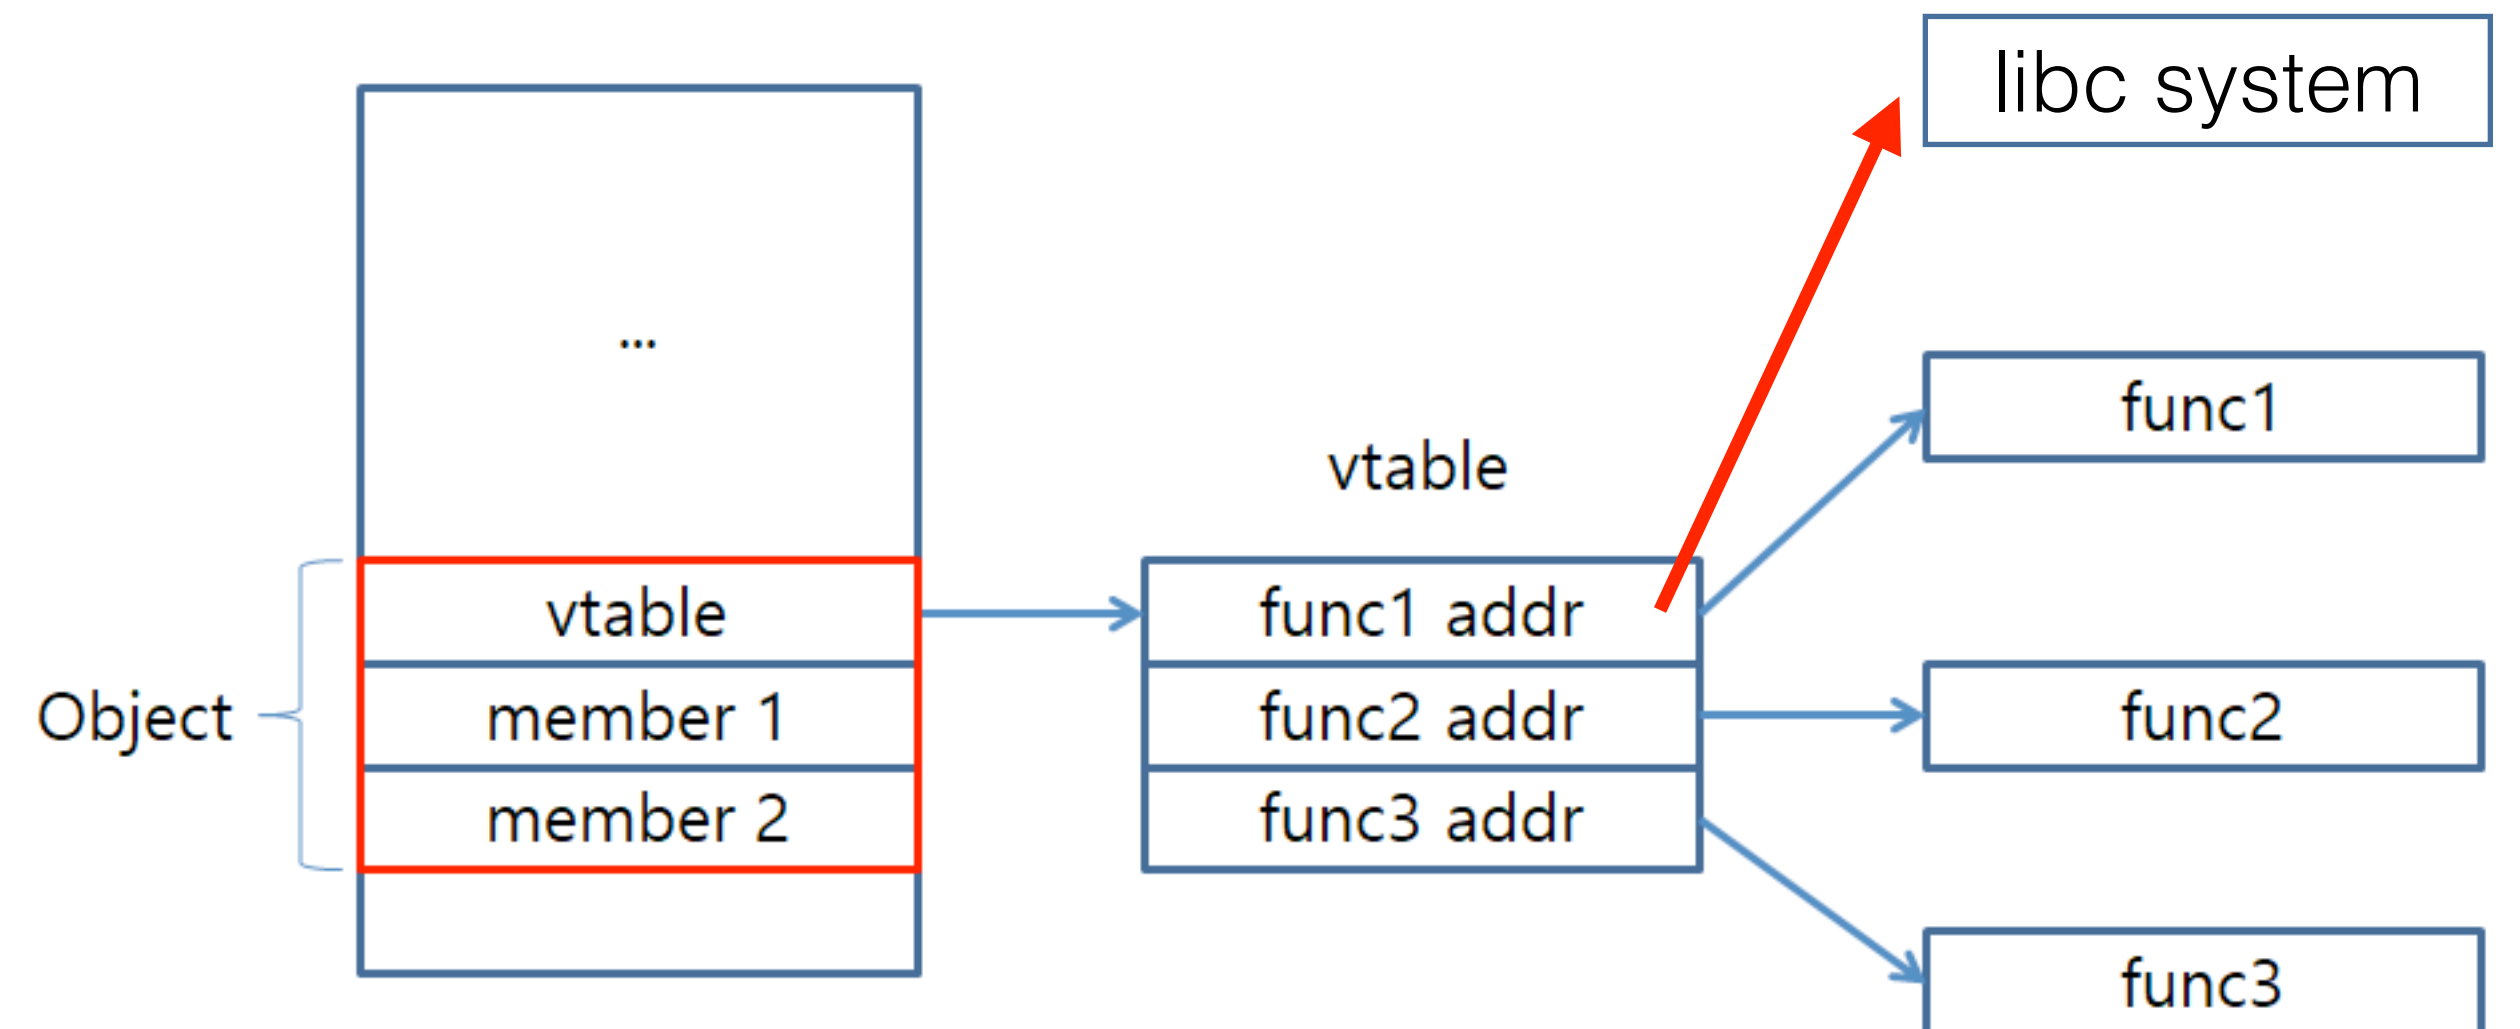 libc system
...
func1
vtable
vtable
func1 addr
Object
member 1
func2 addr
func2
member 2
func3 addr
func3